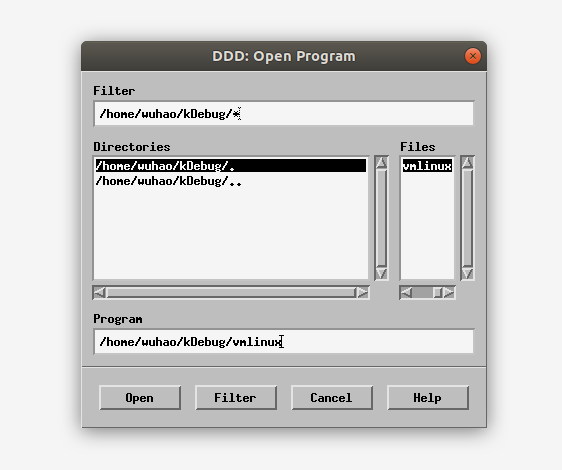 DDD: Open Program
Filter
/home/wuhao/kDebug/*
Directories
Files
/home/wuhao/kDebug/.
/home/wuhao/kDebug/..
vmlinux
Program
/home/wuhao/kDebug/vmlinux
Open
Filter
Cancel
Help